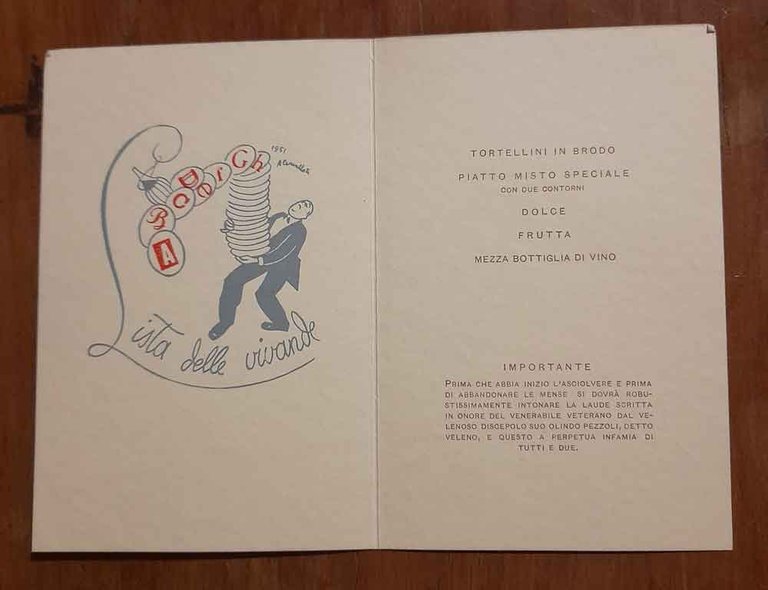 1951
A B C D e f G h
Lista delle vivande
TORTELLINI IN BRODO
PIATTO MISTO SPECIALE
CON DUE CONTORNI
DOLCE
FRUTTA
MEZZA BOTTIGLIA DI VINO
IMPORTANTE
PRIMA CHE ABBIA INIZIO L'ASCIOLVERE E PRIMA
DI ABBANDONARE LE MENSE SI DOVRÀ ROBU-
STISSIMAMENTE INTONARE LA LAUDE SCRITTA
IN ONORE DEL VENERABILE VETERANO DAL VE-
LENOSO DISCEPOLO SUO OLINDO PEZZOLI, DETTO
VELENO, E QUESTO A PERPETUA INFAMIA DI
TUTTI E DUE.